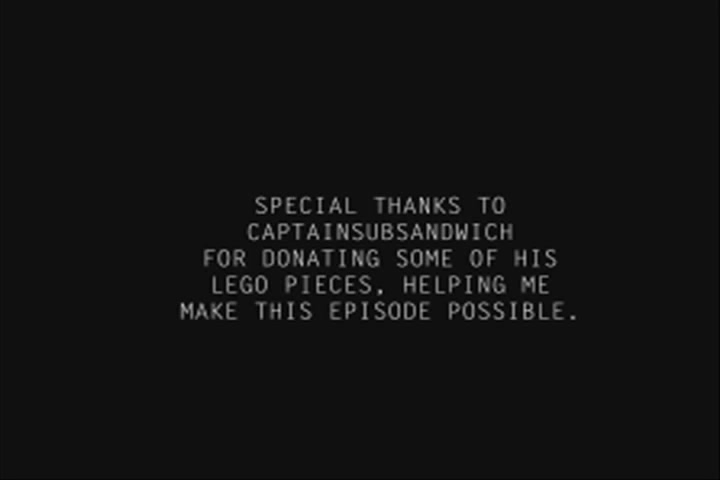 SPECIAL THANKS TO
CAPTAINSUBSANDWICH
FOR DONATING SOME OF HIS
LEGO PIECES, HELPING ME
MAKE THIS EPISODE POSSIBLE.